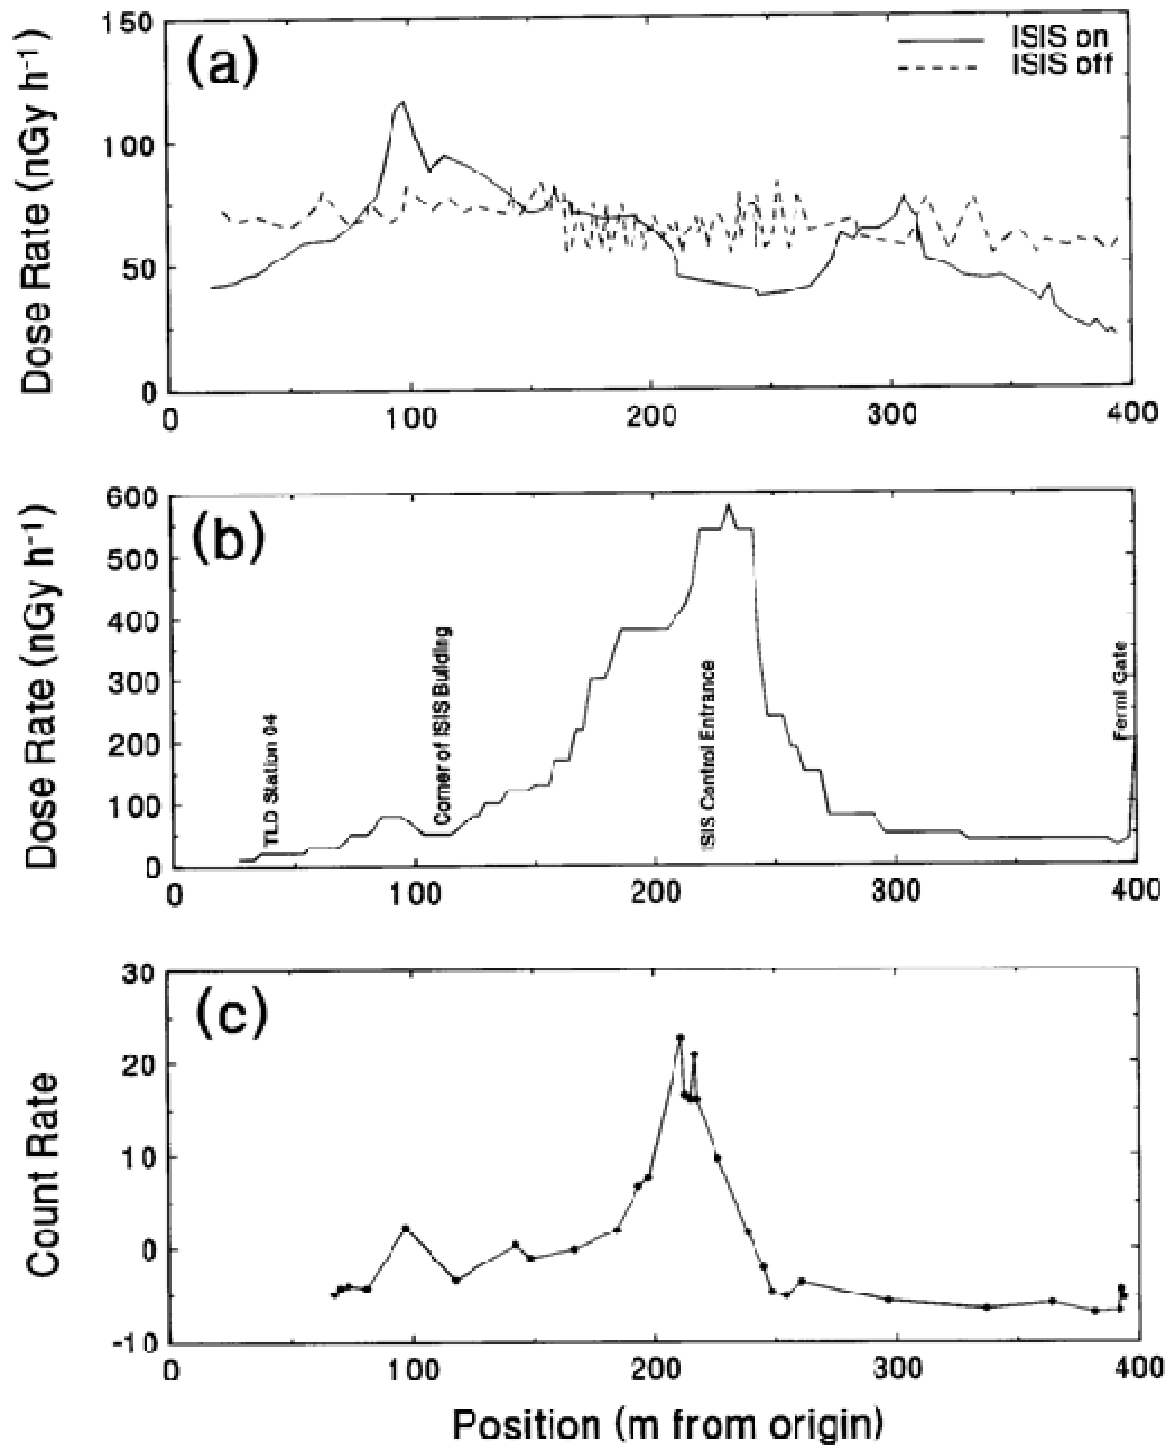 150
(a)
ISIS on
ISIS off
100
50
0
Dose Rate (nGy h⁻¹)
0 100 200 300 400
600
(b)
500
400
300
200
100
0
Dose Rate (nGy h⁻¹)
TLD Station 04
Corner of ISIS Building
ISIS Control Entrance
Fermi Gate
0 100 200 300 400
30
(c)
20
10
0
-10
Count Rate
0 100 200 300 400
Position (m from origin)